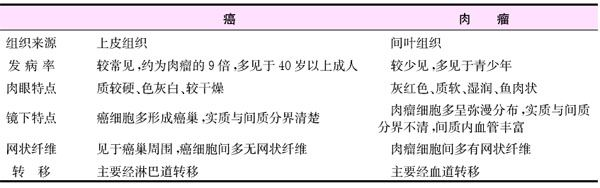 癌 肉 瘤
组织来源 上皮组织 间叶组织
发 病 率 较常见,约为肉瘤的9倍,多见于40岁以上成人 较少见,多见于青少年
肉眼特点 质较硬、色灰白、较干燥 灰红色、质软、湿润、鱼肉状
镜下特点 癌细胞多形成癌巢,实质与间质分界清楚 肉瘤细胞多呈弥漫分布,实质与间质
分界不清,间质内血管丰富
网状纤维 见于癌巢周围,癌细胞间多无网状纤维 肉瘤细胞间多有网状纤维
转 移 主要经淋巴道转移 主要经血道转移